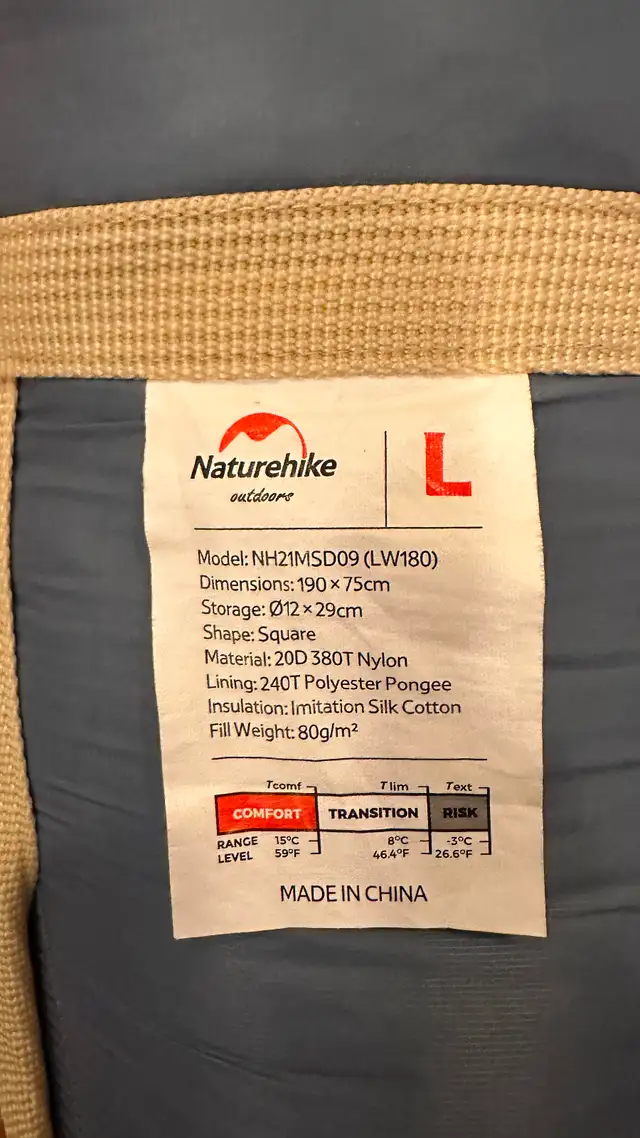 Naturehike
outdoors
L
Model: NH21MSD09 (LW180)
Dimensions: 190×75cm
Storage: Ø12×29cm
Shape: Square
Material: 20D 380T Nylon
Lining: 240T Polyester Pongee
Insulation: Imitation Silk Cotton
Fill Weight: 80g/m²
Tcomf Tlim Text
COMFORT TRANSITION RISK
RANGE 15°C 8°C -3°C
LEVEL 59°F 46.4°F 26.6°F
MADE IN CHINA